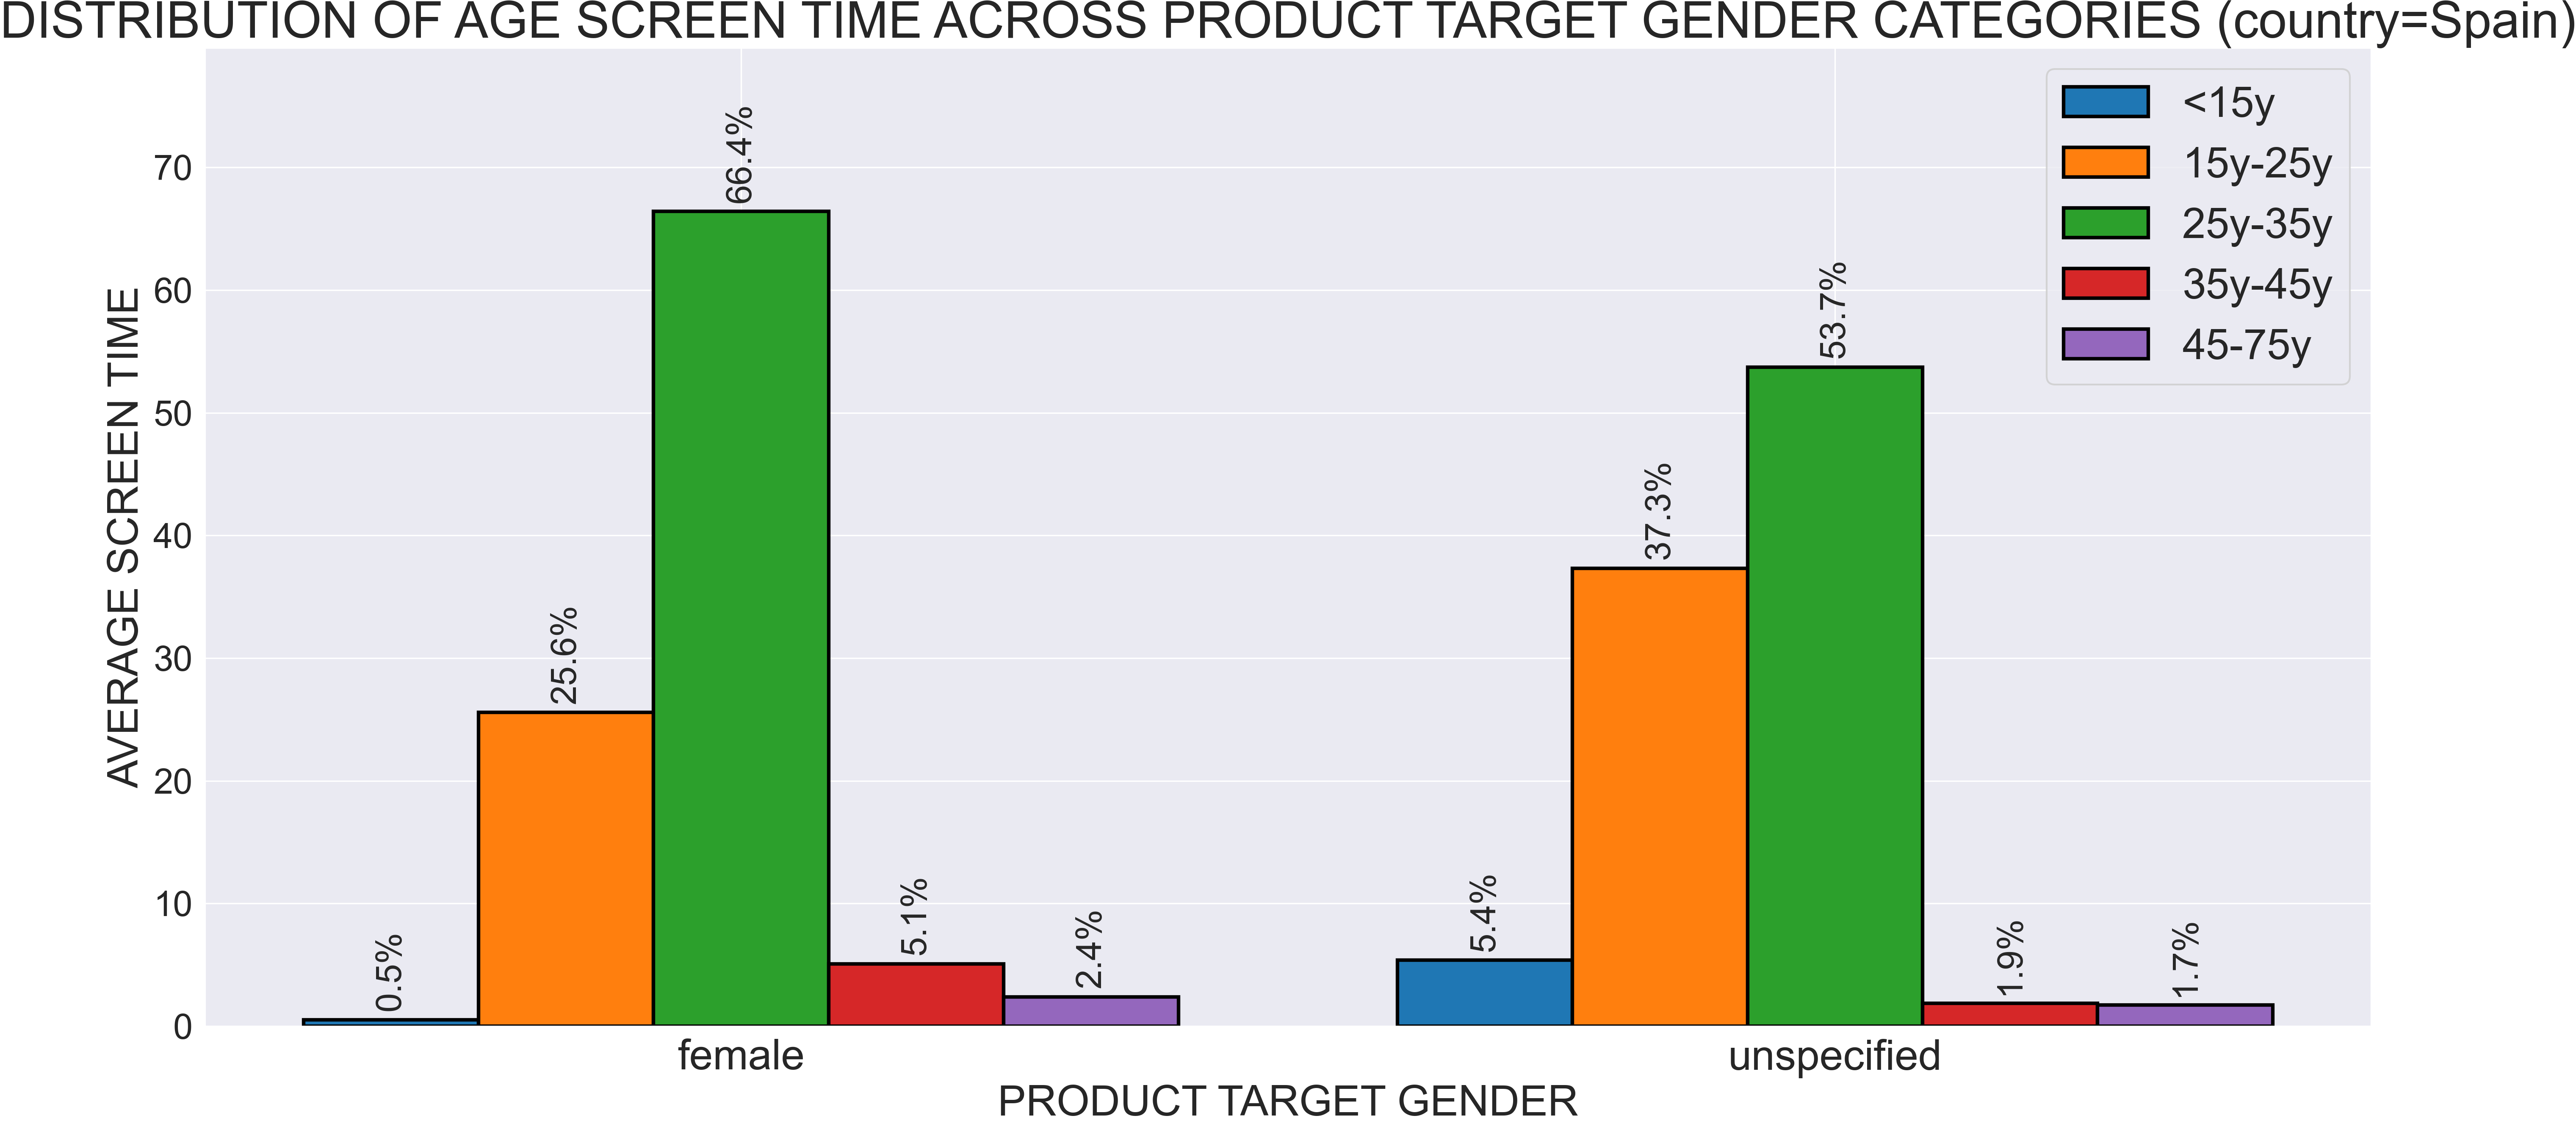 DISTRIBUTION OF AGE SCREEN TIME ACROSS PRODUCT TARGET GENDER CATEGORIES (country=Spain)
<15y
15y-25y
25y-35y
35y-45y
45-75y
AVERAGE SCREEN TIME
70
60
50
40
30
20
10
0
0.5%
25.6%
66.4%
5.1%
2.4%
5.4%
37.3%
53.7%
1.9%
1.7%
female
unspecified
PRODUCT TARGET GENDER